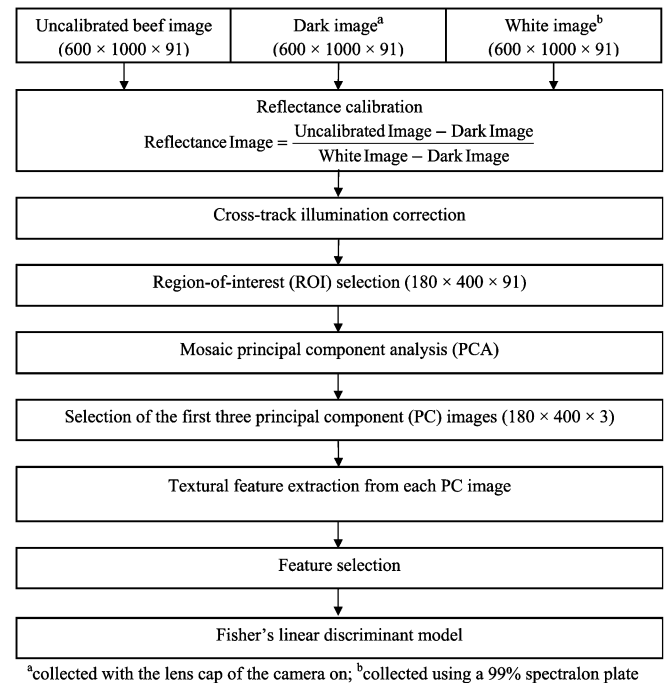 Uncalibrated beef image
(600 × 1000 × 91)
Dark imageᵃ
(600 × 1000 × 91)
White imageᵇ
(600 × 1000 × 91)
Reflectance calibration
Reflectance Image = Uncalibrated Image − Dark Image
White Image − Dark Image
Cross-track illumination correction
Region-of-interest (ROI) selection (180 × 400 × 91)
Mosaic principal component analysis (PCA)
Selection of the first three principal component (PC) images (180 × 400 × 3)
Textural feature extraction from each PC image
Feature selection
Fisher's linear discriminant model
ᵃcollected with the lens cap of the camera on; ᵇcollected using a 99% spectralon plate